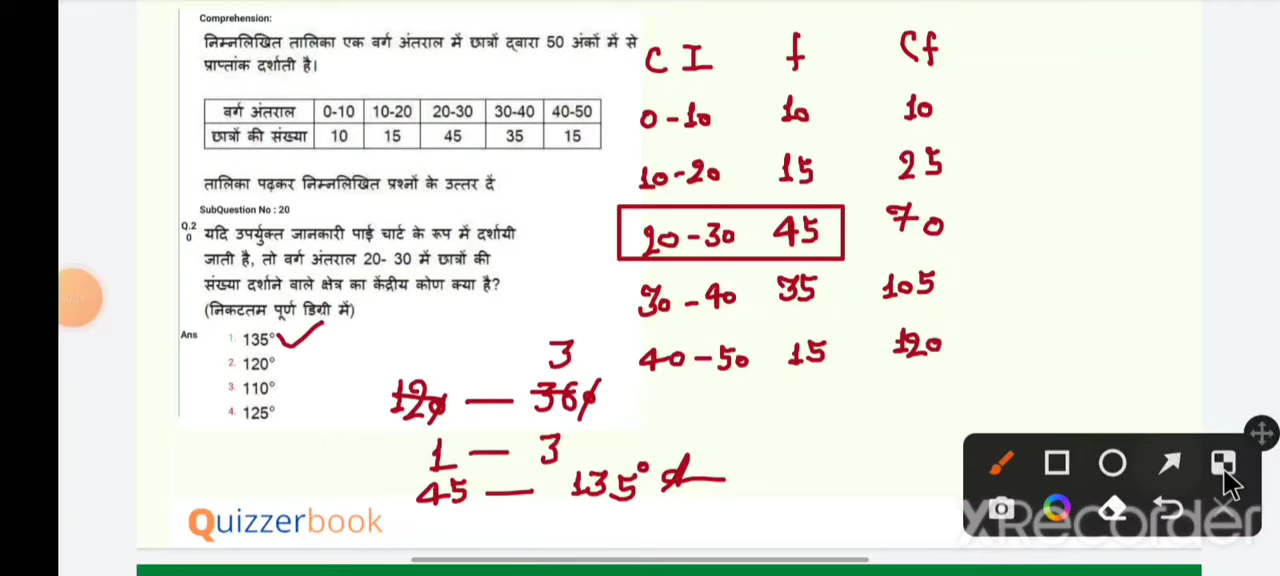 Comprehension:
निम्नलिखित तालिका एक वर्ग अंतराल में छात्रों द्वारा 50 अंकों में से
प्राप्तांक दर्शाती है।
वर्ग अंतराल 0-10 10-20 20-30 30-40 40-50
छात्रों की संख्या 10 15 45 35 15
तालिका पढ़कर निम्नलिखित प्रश्नों के उत्तर दें
SubQuestion No : 20
Q.20 यदि उपर्युक्त जानकारी पाई चार्ट के रूप में दर्शायी
जाती है, तो वर्ग अंतराल 20- 30 में छात्रों की
संख्या दर्शाने वाले क्षेत्र का केंद्रीय कोण क्या है?
(निकटतम पूर्ण डिग्री में)
Ans 1. 135°
2. 120°
3. 110°
4. 125°
C I f Cf
0-10 10 10
10-20 15 25
20-30 45 70
30-40 35 105
40-50 15 120
3
120 — 360
1 — 3
45 — 135°
Quizzerbook
XRecorder